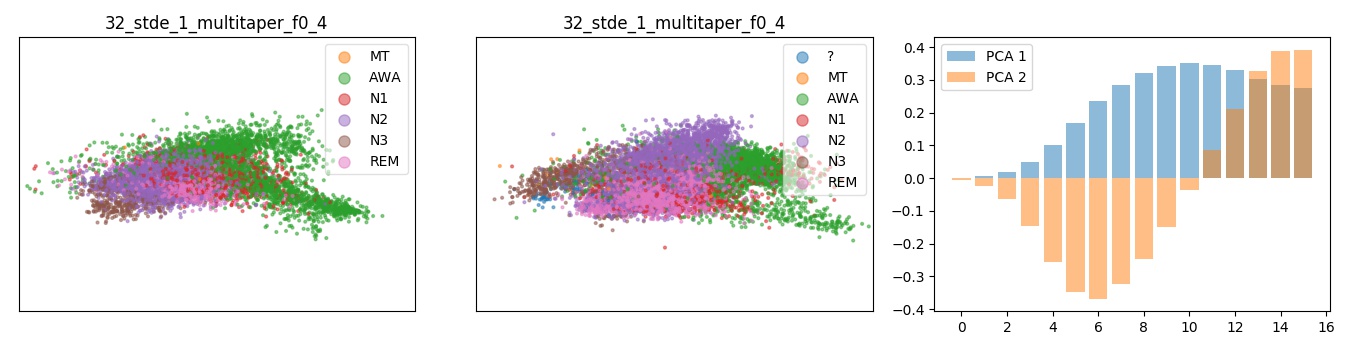 32_stde_1_multitaper_f0_4
MT
AWA
N1
N2
N3
REM
32_stde_1_multitaper_f0_4
?
MT
AWA
N1
N2
N3
REM
PCA 1
PCA 2
0.4
0.3
0.2
0.1
0.0
−0.1
−0.2
−0.3
−0.4
0 2 4 6 8 10 12 14 16